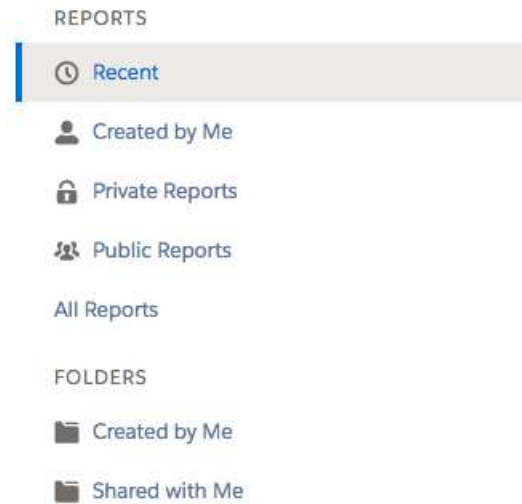 REPORTS
Recent
Created by Me
Private Reports
Public Reports
All Reports
FOLDERS
Created by Me
Shared with Me